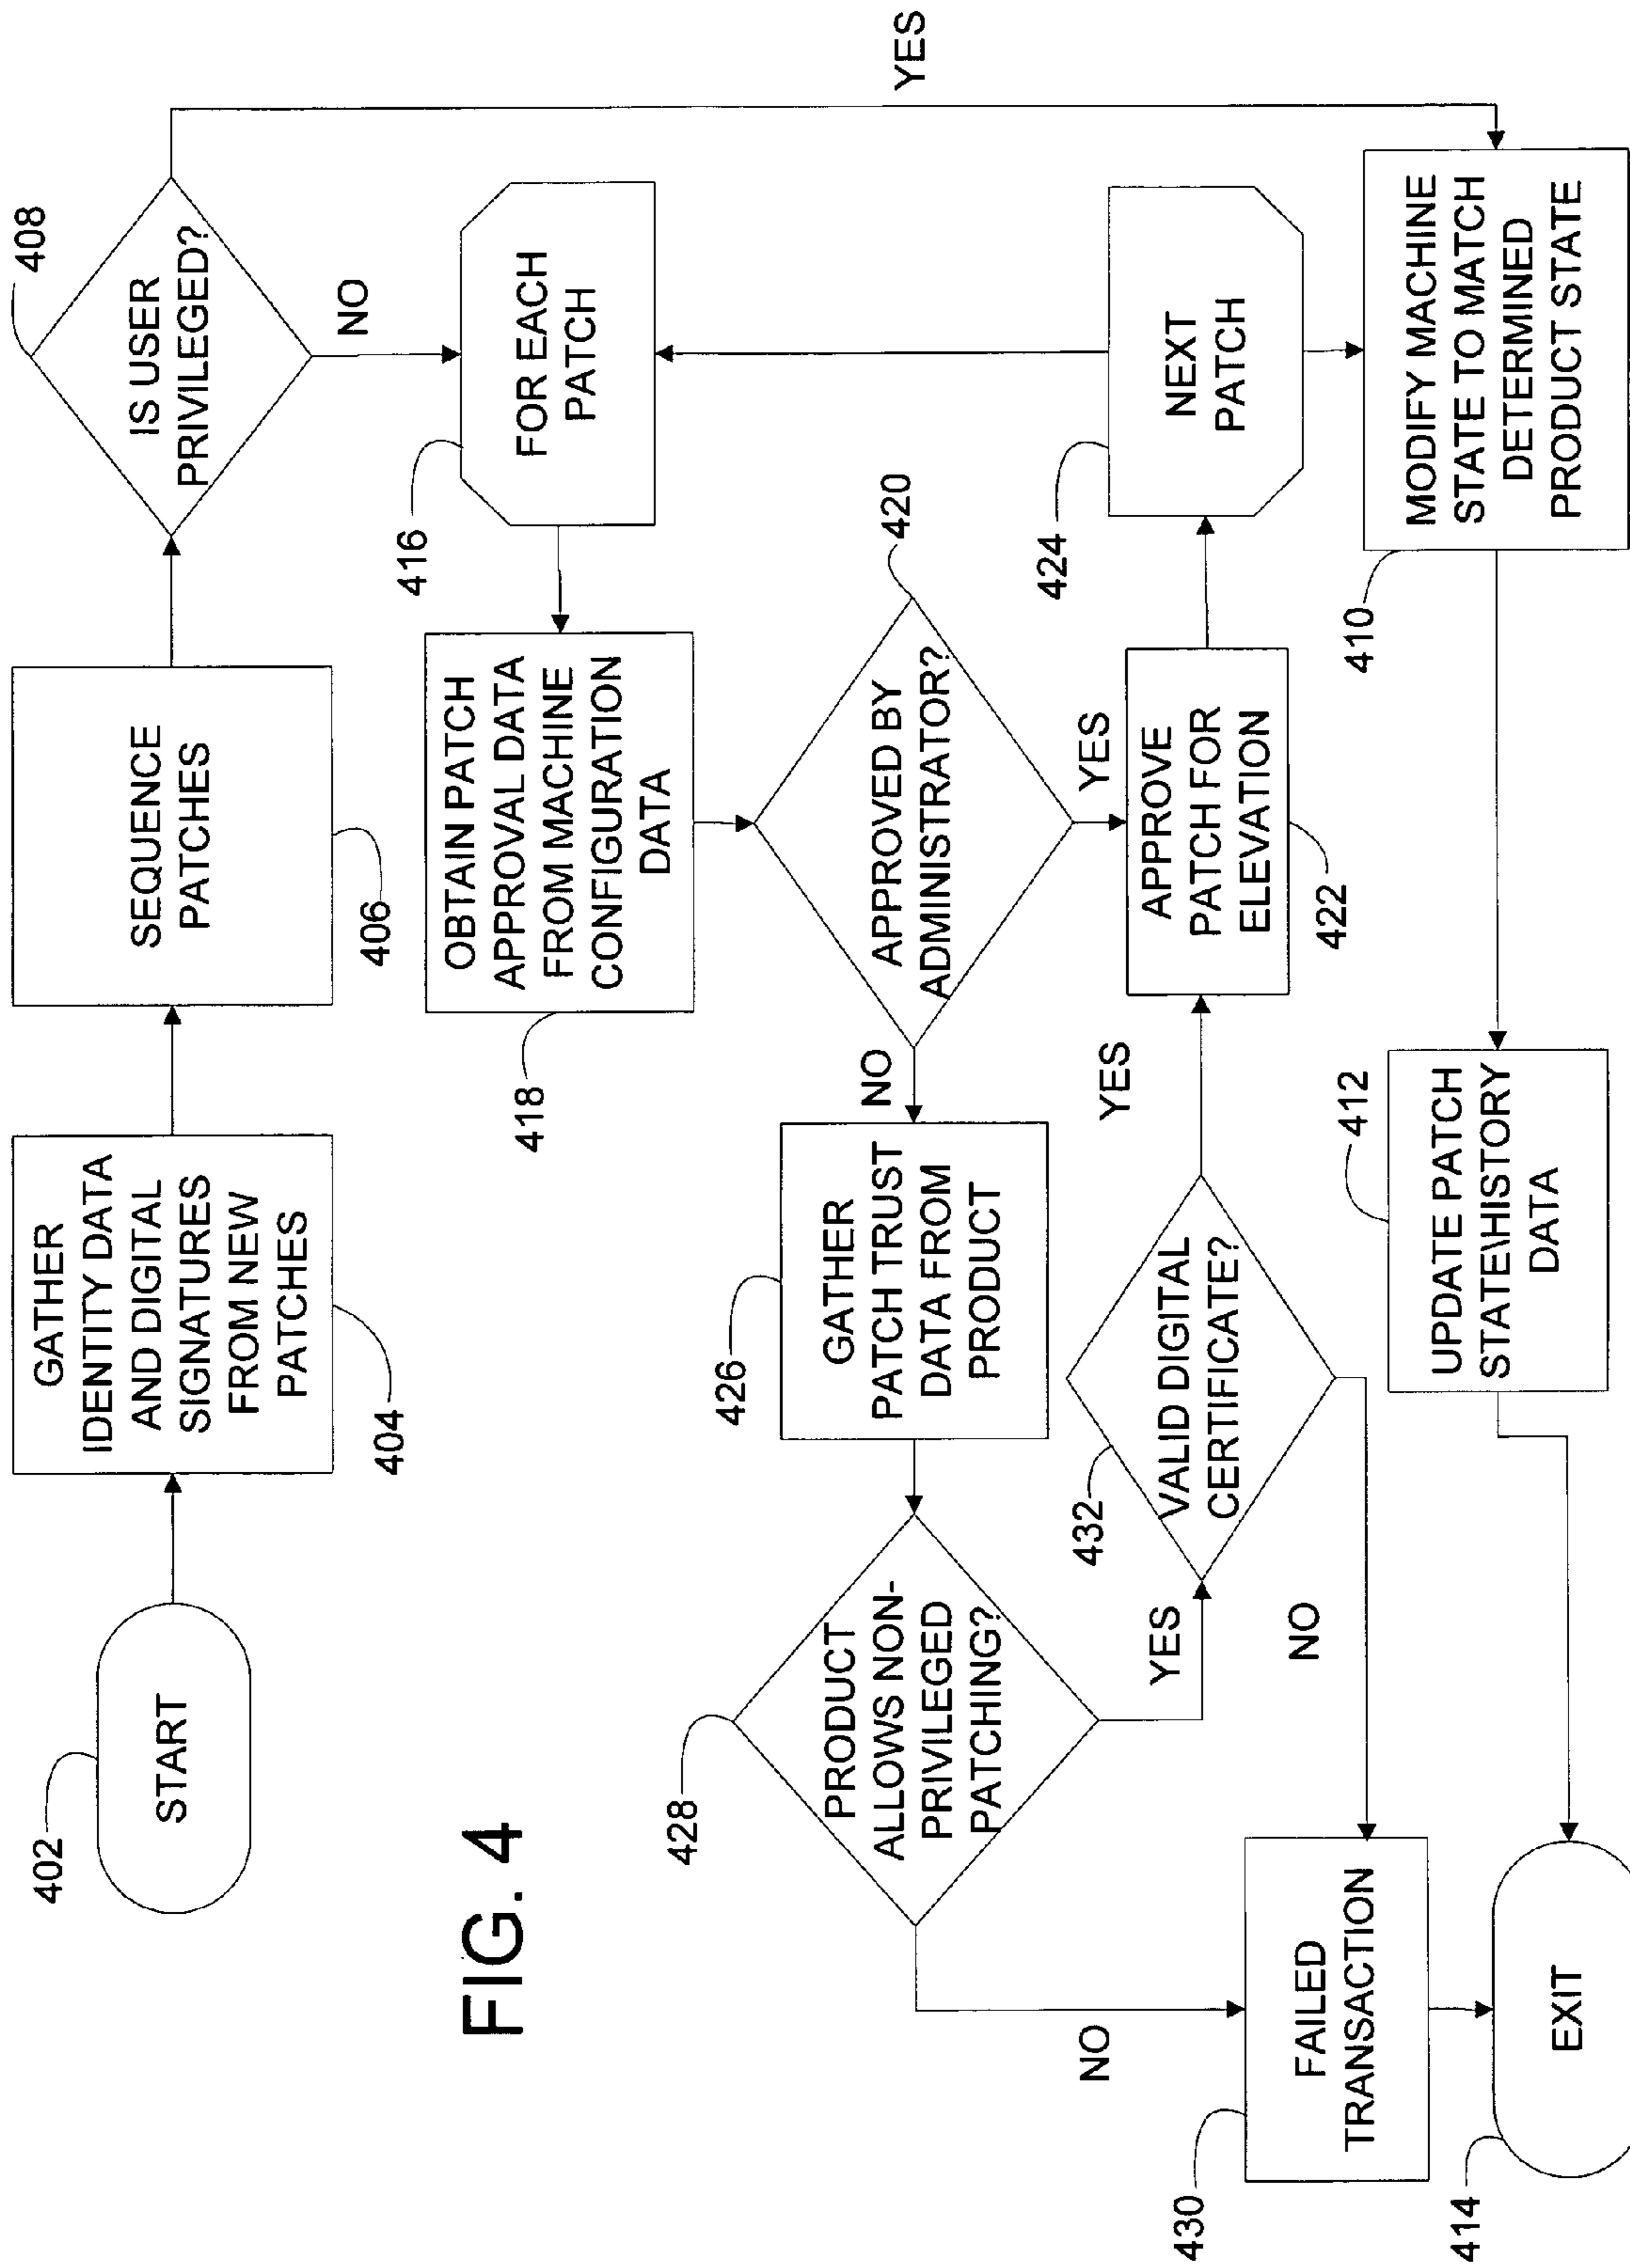 402
START
GATHER
IDENTITY DATA
AND DIGITAL
SIGNATURES
FROM NEW
PATCHES
404
SEQUENCE
PATCHES
406
408
IS USER
PRIVILEGED?
YES
NO
416
FOR EACH
PATCH
418
OBTAIN PATCH
APPROVAL DATA
FROM MACHINE
CONFIGURATION
DATA
420
APPROVED BY
ADMINISTRATOR?
NO
YES
426
GATHER
PATCH TRUST
DATA FROM
PRODUCT
428
PRODUCT
ALLOWS NON-
PRIVILEGED
PATCHING?
YES
NO
432
VALID DIGITAL
CERTIFICATE?
YES
NO
APPROVE
PATCH FOR
ELEVATION
422
424
NEXT
PATCH
410
MODIFY MACHINE
STATE TO MATCH
DETERMINED
PRODUCT STATE
412
UPDATE PATCH
STATE\HISTORY
DATA
430
FAILED
TRANSACTION
414
EXIT
FIG. 4